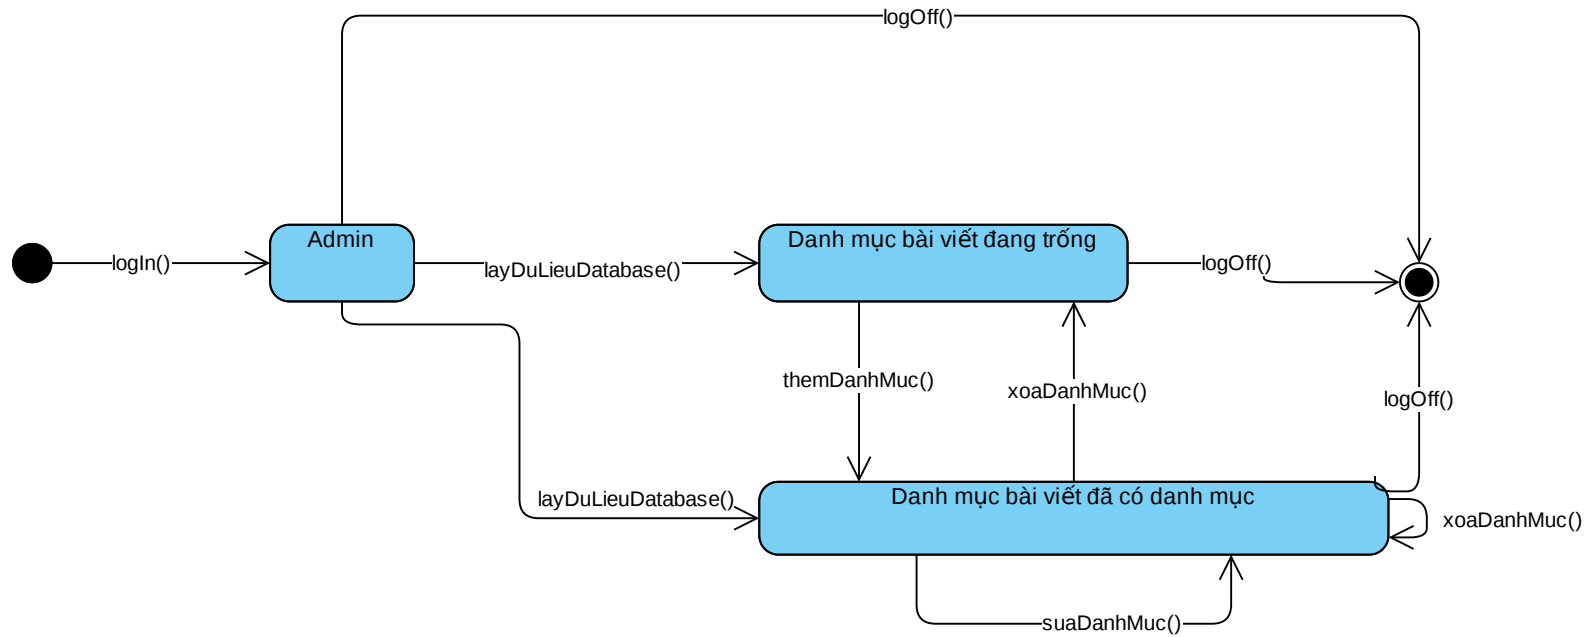 logOff()
Admin
Danh mục bài viết đang trống
logIn()
layDuLieuDatabase()
logOff()
themDanhMuc()
xoaDanhMuc()
logOff()
layDuLieuDatabase()
Danh mục bài viết đã có danh mục
xoaDanhMuc()
suaDanhMuc()